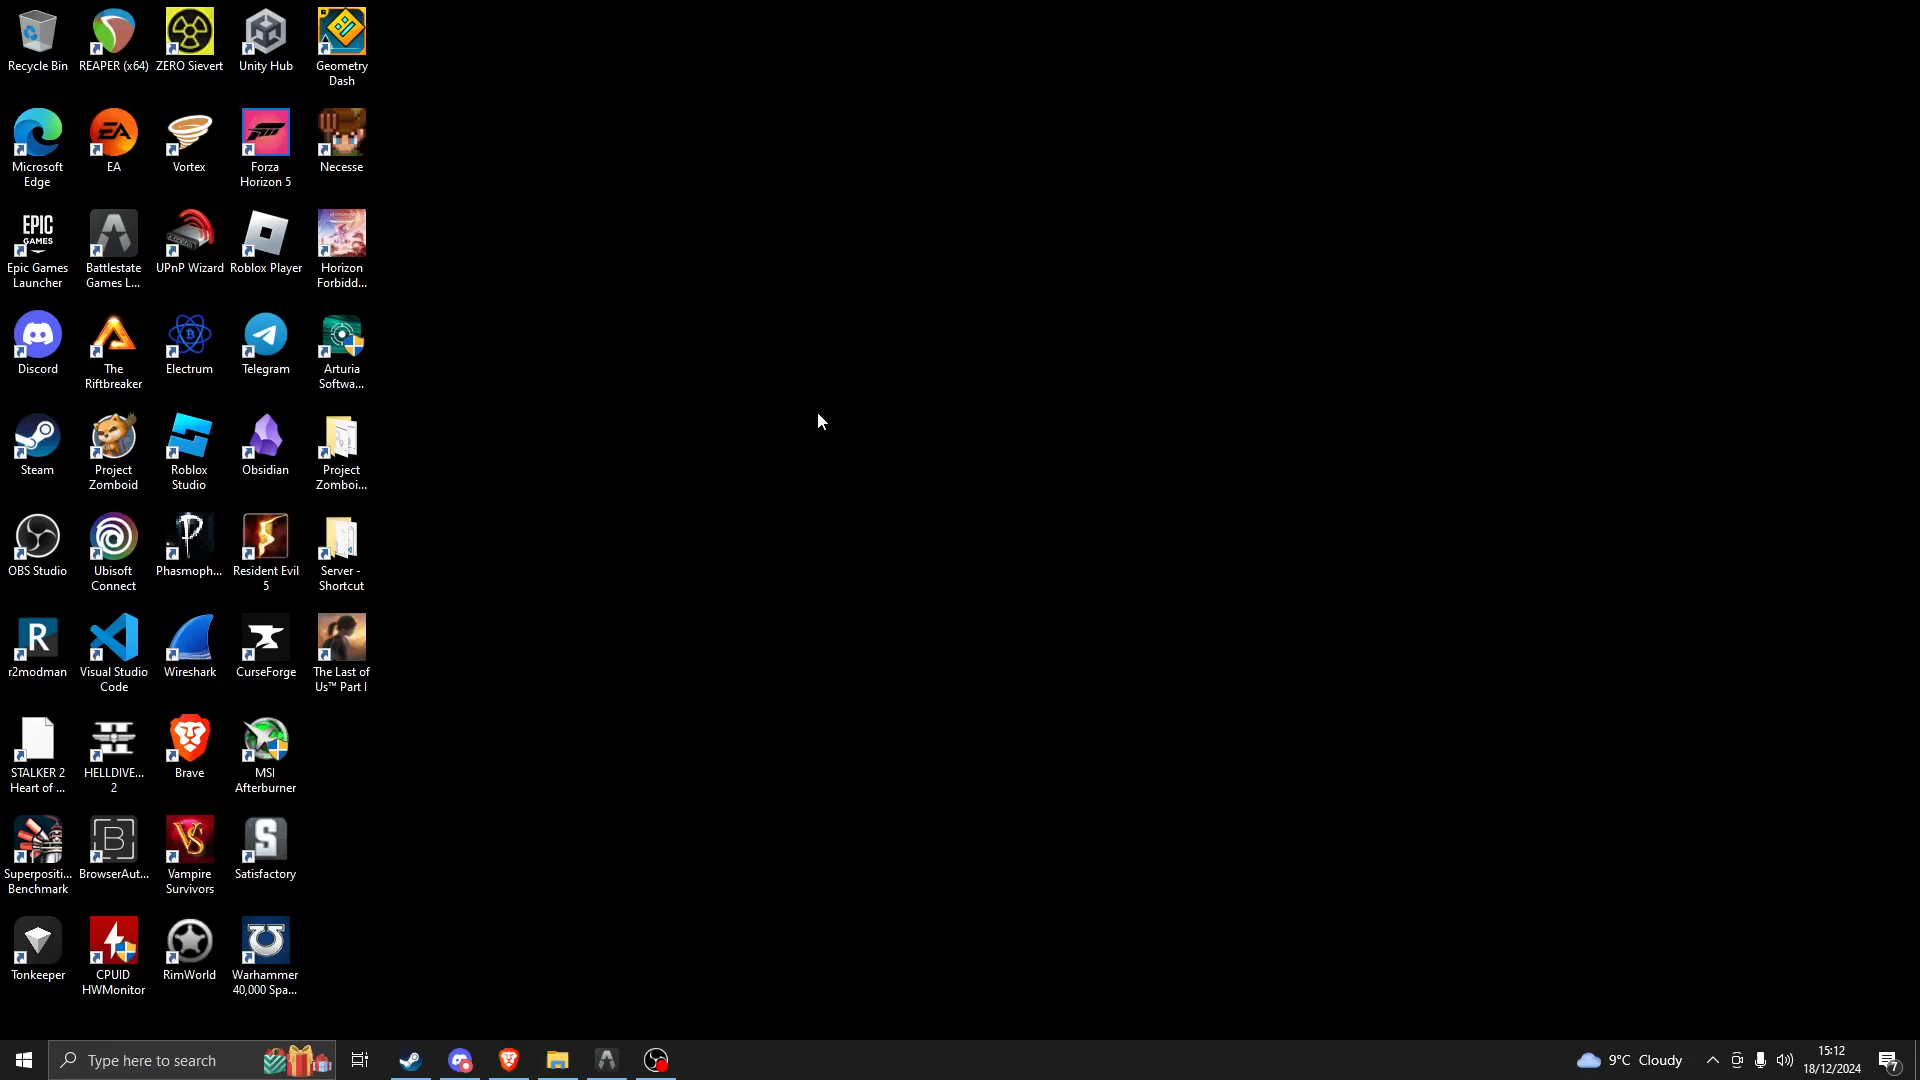 Recycle Bin
REAPER (x64)
ZERO Sievert
Unity Hub
Geometry
Dash
Microsoft
Edge
EA
EA
Vortex
Forza
Horizon 5
Necesse
EPIC
GAMES
Epic Games
Launcher
Battlestate
Games L...
UPnP Wizard
Roblox Player
Horizon
Forbidd...
Discord
The
Riftbreaker
Electrum
Telegram
Arturia
Softwa...
Steam
Project
Zomboid
Roblox
Studio
Obsidian
Project
Zomboi...
OBS Studio
Ubisoft
Connect
Phasmoph...
Resident Evil
5
Server -
Shortcut
R
r2modman
Visual Studio
Code
Wireshark
CurseForge
The Last of
Us™ Part I
STALKER 2
Heart of ...
HELLDIVE...
2
Brave
MSI
Afterburner
Superpositi...
Benchmark
B
BrowserAut...
VS
Vampire
Survivors
S
Satisfactory
Tonkeeper
CPUID
HWMonitor
RimWorld
Warhammer
40,000 Spa...
Type here to search
9°C Cloudy
15:12
18/12/2024
7